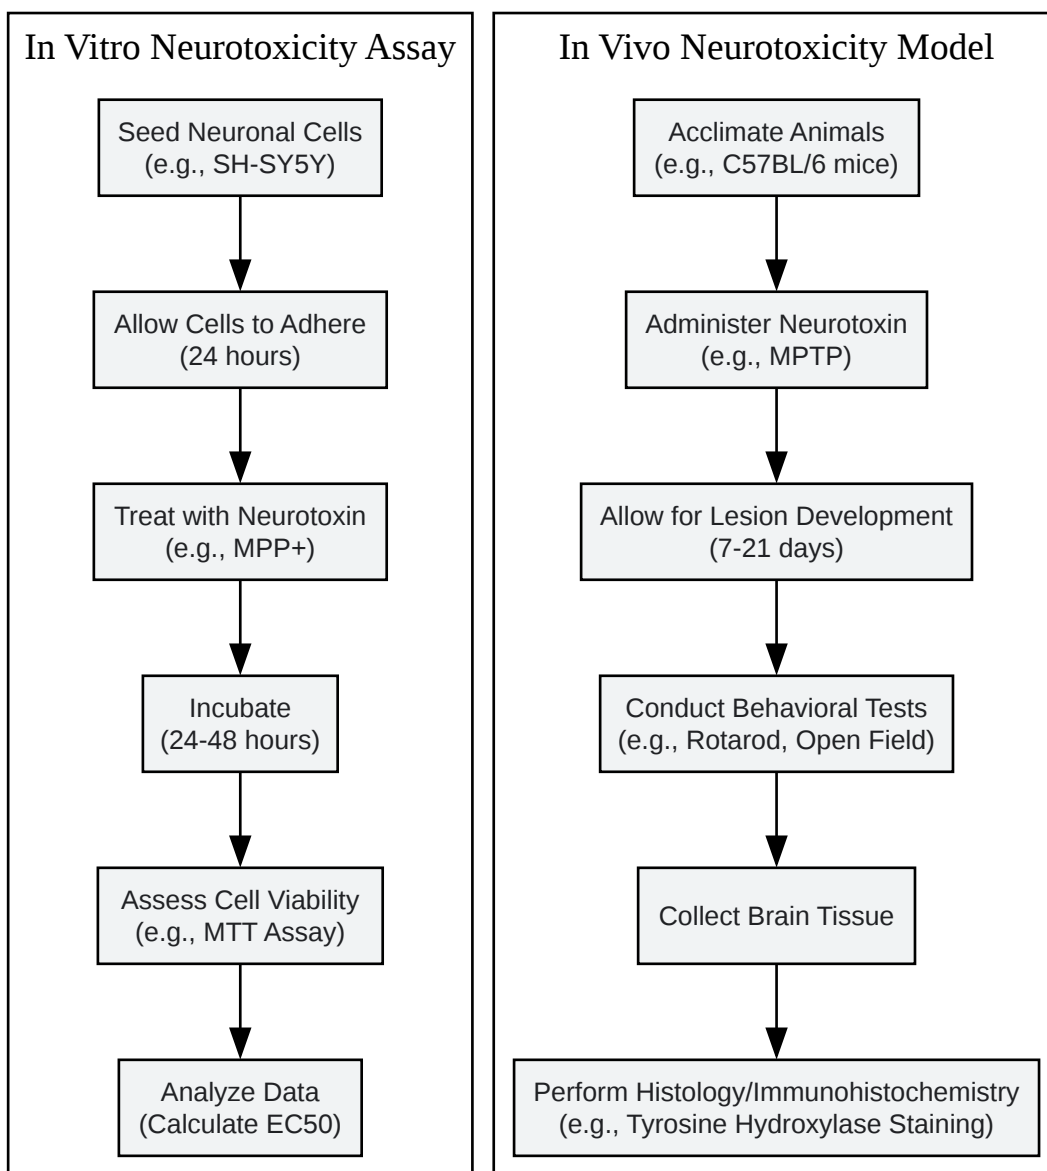 In Vitro Neurotoxicity Assay
Seed Neuronal Cells
(e.g., SH-SY5Y)
Allow Cells to Adhere
(24 hours)
Treat with Neurotoxin
(e.g., MPP+)
Incubate
(24-48 hours)
Assess Cell Viability
(e.g., MTT Assay)
Analyze Data
(Calculate EC50)
In Vivo Neurotoxicity Model
Acclimate Animals
(e.g., C57BL/6 mice)
Administer Neurotoxin
(e.g., MPTP)
Allow for Lesion Development
(7-21 days)
Conduct Behavioral Tests
(e.g., Rotarod, Open Field)
Collect Brain Tissue
Perform Histology/Immunohistochemistry
(e.g., Tyrosine Hydroxylase Staining)